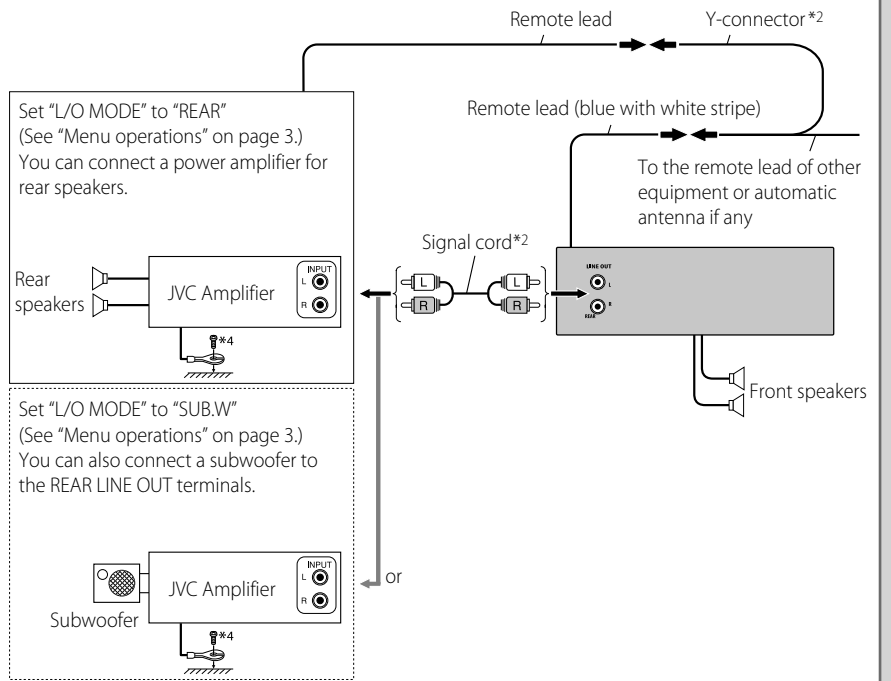 Remote lead
Y-connector*2
Set “L/O MODE” to “REAR”
(See “Menu operations” on page 3.)
You can connect a power amplifier for
rear speakers.
Remote lead (blue with white stripe)
To the remote lead of other
equipment or automatic
antenna if any
Signal cord*2
Rear
speakers
JVC Amplifier
INPUT
L
R
*4
L
R
L
R
LINE OUT
L
R
REAR
Front speakers
Set “L/O MODE” to “SUB.W”
(See “Menu operations” on page 3.)
You can also connect a subwoofer to
the REAR LINE OUT terminals.
or
Subwoofer
JVC Amplifier
INPUT
L
R
*4